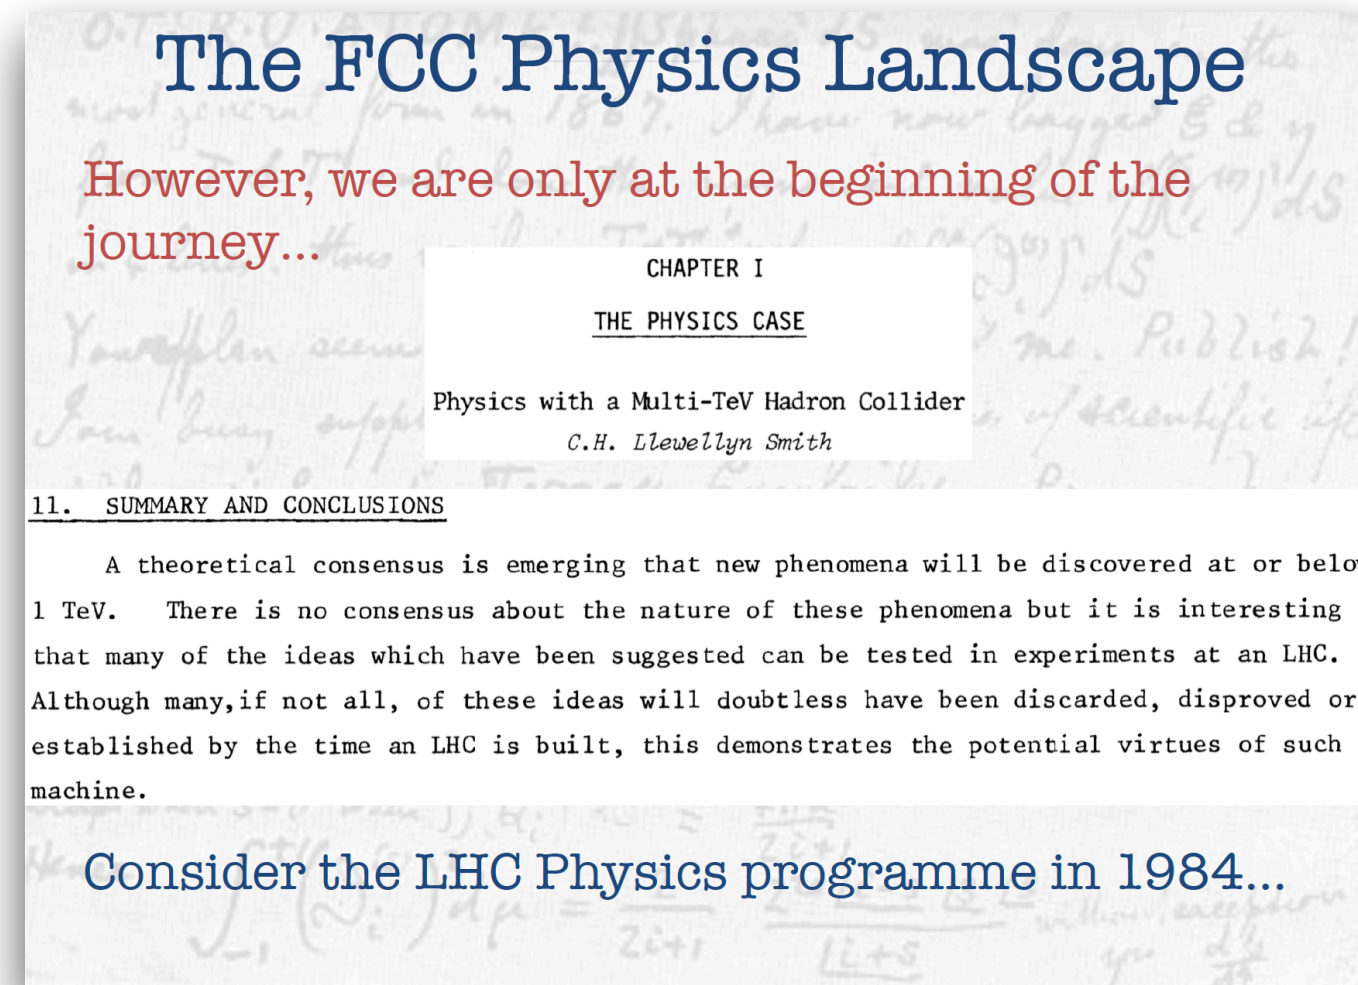 The FCC Physics Landscape
However, we are only at the beginning of the
journey...
CHAPTER I
THE PHYSICS CASE
Physics with a Multi-TeV Hadron Collider
C.H. Llewellyn Smith
11. SUMMARY AND CONCLUSIONS
A theoretical consensus is emerging that new phenomena will be discovered at or belo
1 TeV. There is no consensus about the nature of these phenomena but it is interesting
that many of the ideas which have been suggested can be tested in experiments at an LHC.
Although many,if not all, of these ideas will doubtless have been discarded, disproved or
established by the time an LHC is built, this demonstrates the potential virtues of such
machine.
Consider the LHC Physics programme in 1984...